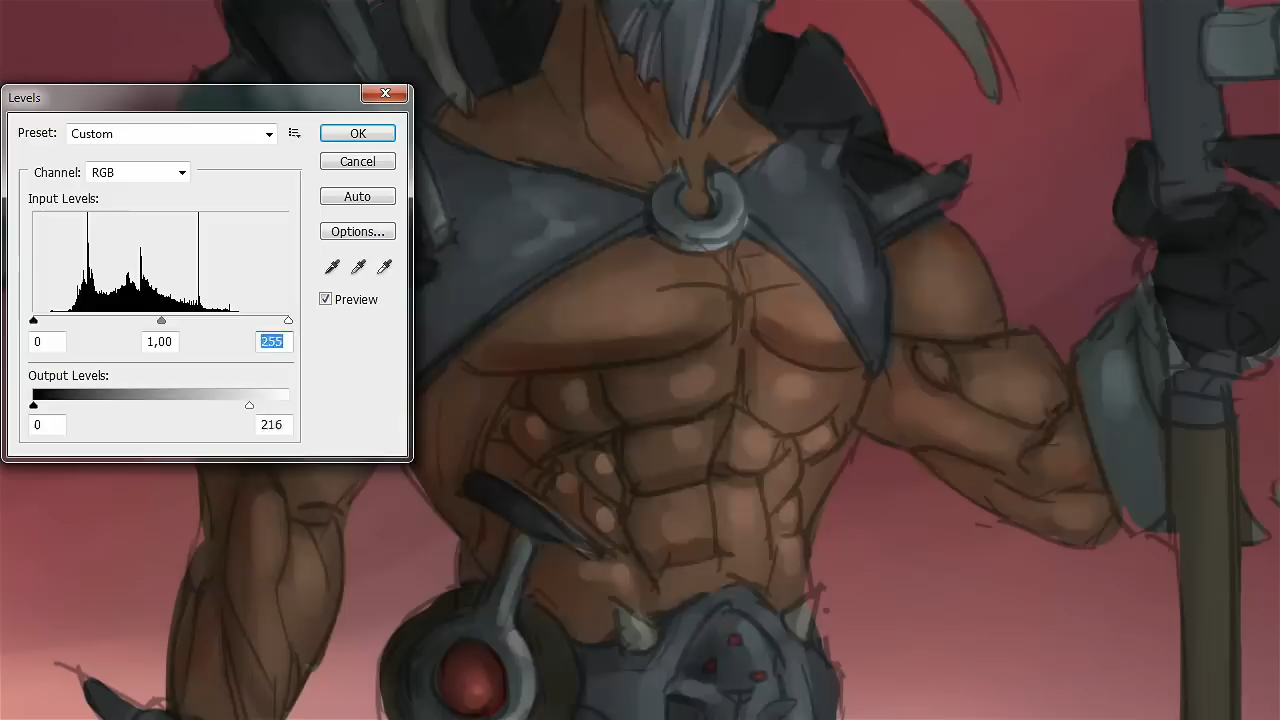 Levels
Preset: Custom
OK
Cancel
Channel: RGB
Auto
Input Levels:
Options...
Preview
0 1,00 255
Output Levels:
0 216